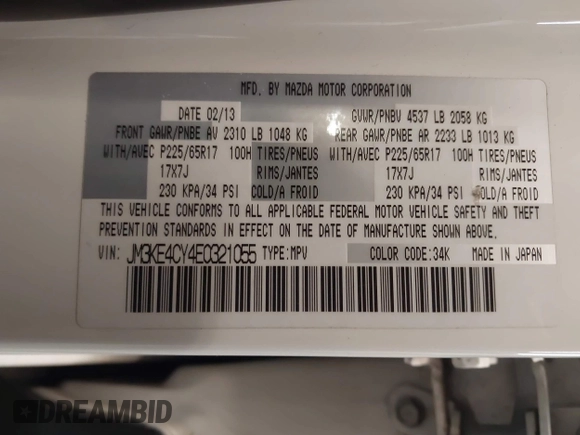 MFD. BY MAZDA MOTOR CORPORATION
DATE 02/13 GVWR/PNBV 4537 LB 2058 KG
FRONT GAWR/PNBE AV 2310 LB 1048 KG REAR GAWR/PNBE AR 2233 LB 1013 KG
WITH/AVEC P225/65R17 100H TIRES/PNEUS WITH/AVEC P225/65R17 100H TIRES/PNEUS
17X7J RIMS/JANTES 17X7J RIMS/JANTES
230 KPA/34 PSI COLD/A FROID 230 KPA/34 PSI COLD/A FROID
THIS VEHICLE CONFORMS TO ALL APPLICABLE FEDERAL MOTOR VEHICLE SAFETY AND THEFT
PREVENTION STANDARDS IN EFFECT ON THE DATE OF MANUFACTURE SHOWN ABOVE.
VIN: JM3KE4CY4E0321055 TYPE:MPV COLOR CODE:34K MADE IN JAPAN
DREAMBID